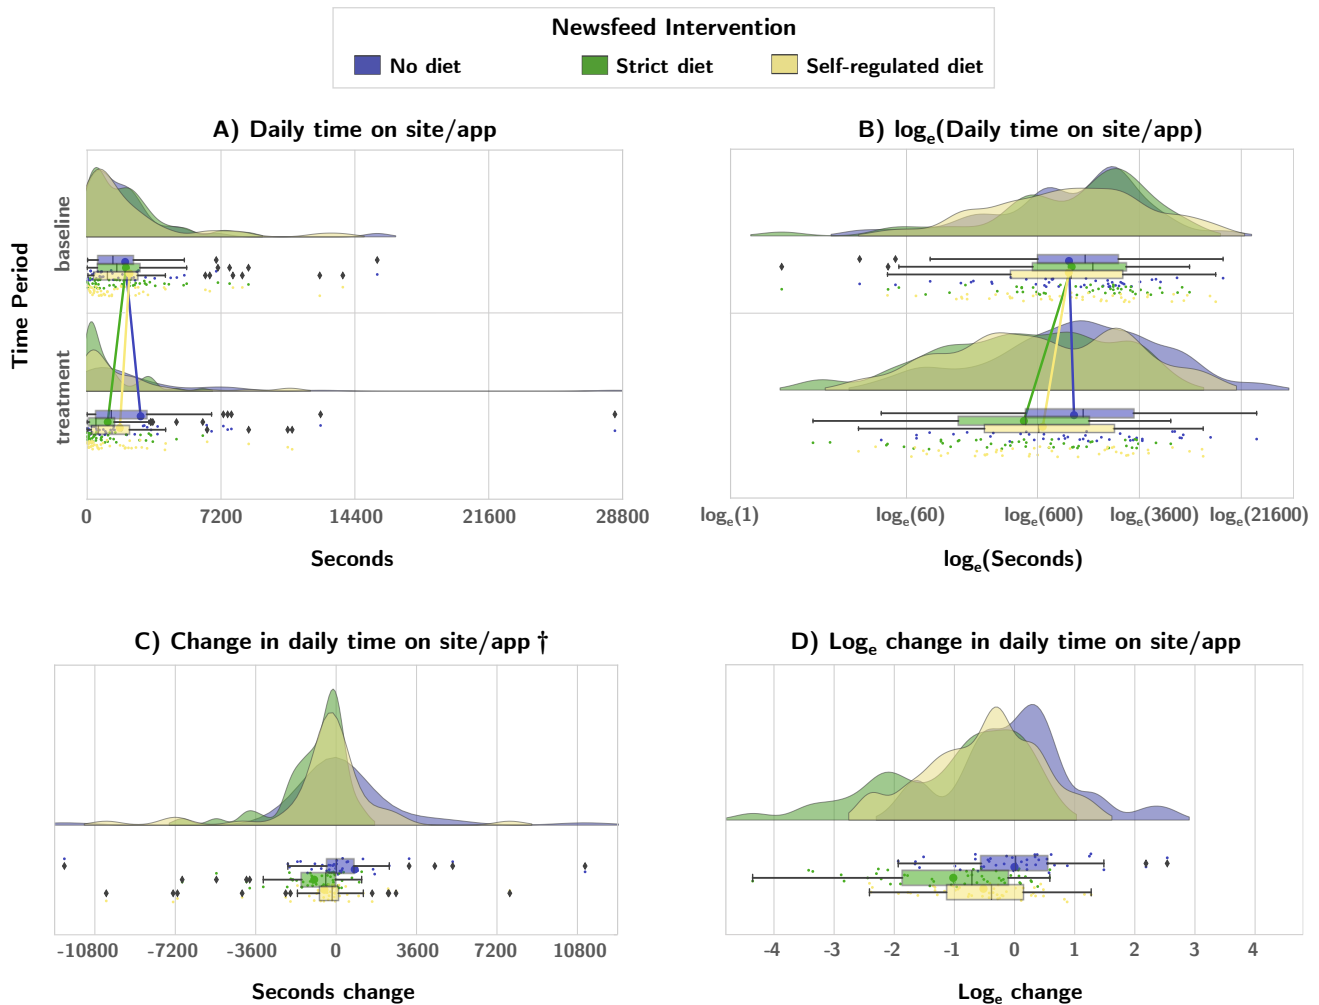 Newsfeed Intervention
No diet
Strict diet
Self-regulated diet
A) Daily time on site/app
B) logₑ(Daily time on site/app)
Time Period
baseline
treatment
0 7200 14400 21600 28800
Seconds
logₑ(1) logₑ(60) logₑ(600) logₑ(3600) logₑ(21600)
logₑ(Seconds)
C) Change in daily time on site/app †
D) Logₑ change in daily time on site/app
-10800 -7200 -3600 0 3600 7200 10800
Seconds change
-4 -3 -2 -1 0 1 2 3 4
Logₑ change